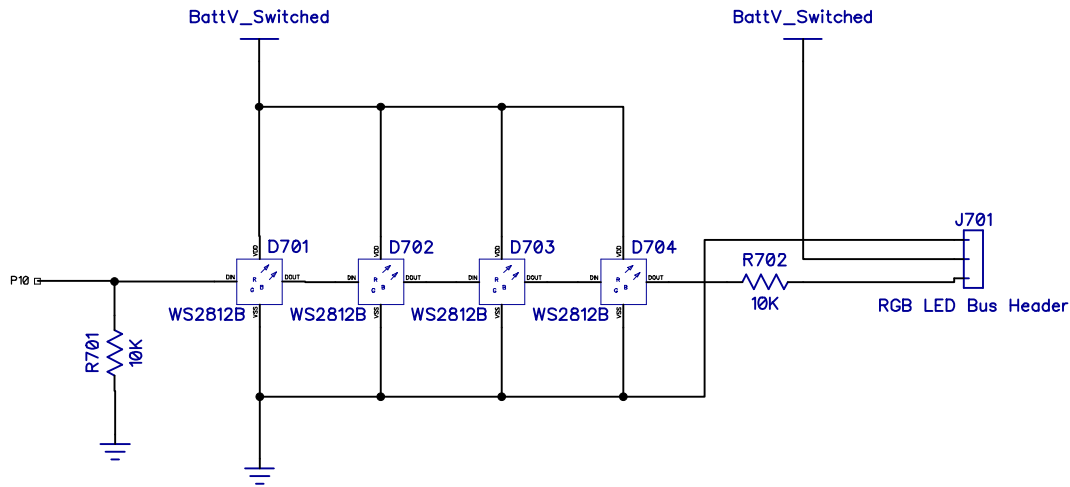 BattV_Switched
BattV_Switched
J701
D701
D702
D703
D704
VDD
VDD
VDD
VDD
R702
P10
DIN
R
G
B
DOUT
DIN
R
G
B
DOUT
DIN
R
G
B
DOUT
DIN
R
G
B
DOUT
10K
RGB LED Bus Header
WS2812B
VSS
WS2812B
VSS
WS2812B
VSS
WS2812B
VSS
R701
10K